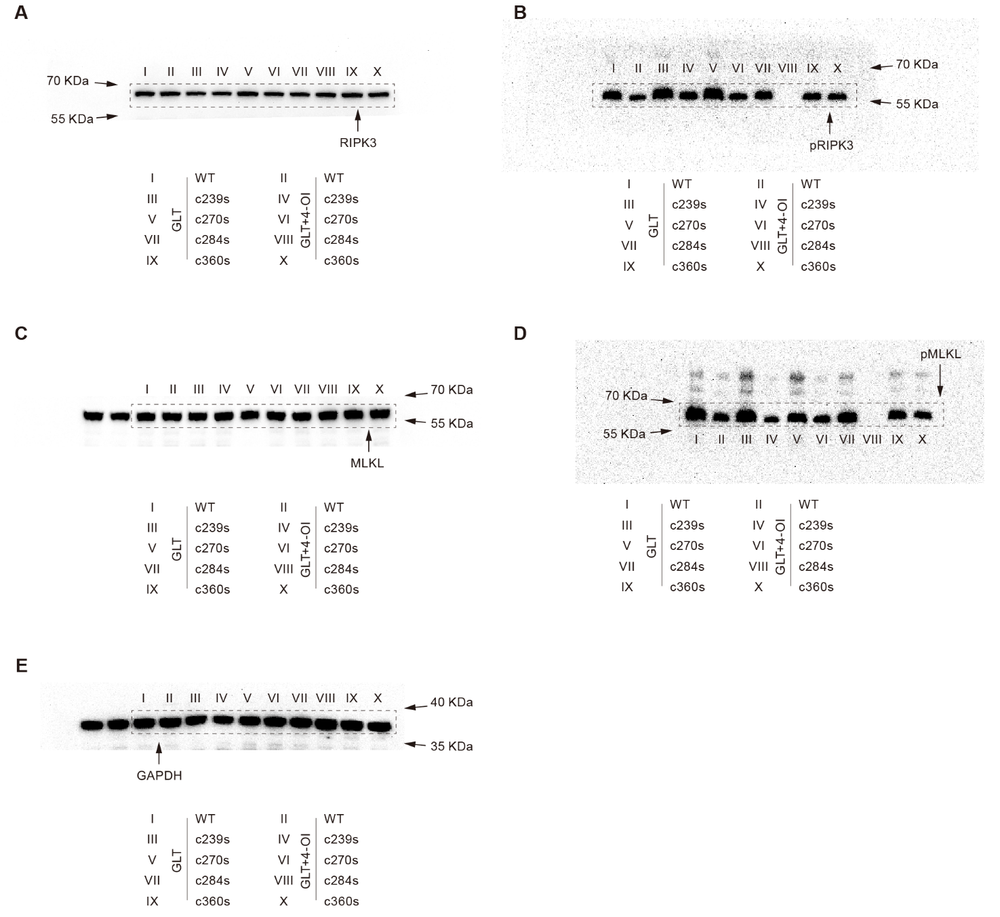 A
I II III IV V VI VII VIII IX X
70 KDa
55 KDa
RIPK3
I WT II WT
III c239s IV c239s
V GLT c270s VI GLT+4-OI c270s
VII c284s VIII c284s
IX c360s X c360s
B
I II III IV V VI VII VIII IX X
70 KDa
55 KDa
pRIPK3
I WT II WT
III c239s IV c239s
V GLT c270s VI GLT+4-OI c270s
VII c284s VIII c284s
IX c360s X c360s
C
I II III IV V VI VII VIII IX X
70 KDa
55 KDa
MLKL
I WT II WT
III c239s IV c239s
V GLT c270s VI GLT+4-OI c270s
VII c284s VIII c284s
IX c360s X c360s
D
pMLKL
70 KDa
55 KDa
I II III IV V VI VII VIII IX X
I WT II WT
III c239s IV c239s
V GLT c270s VI GLT+4-OI c270s
VII c284s VIII c284s
IX c360s X c360s
E
I II III IV V VI VII VIII IX X
40 KDa
35 KDa
GAPDH
I WT II WT
III c239s IV c239s
V GLT c270s VI GLT+4-OI c270s
VII c284s VIII c284s
IX c360s X c360s